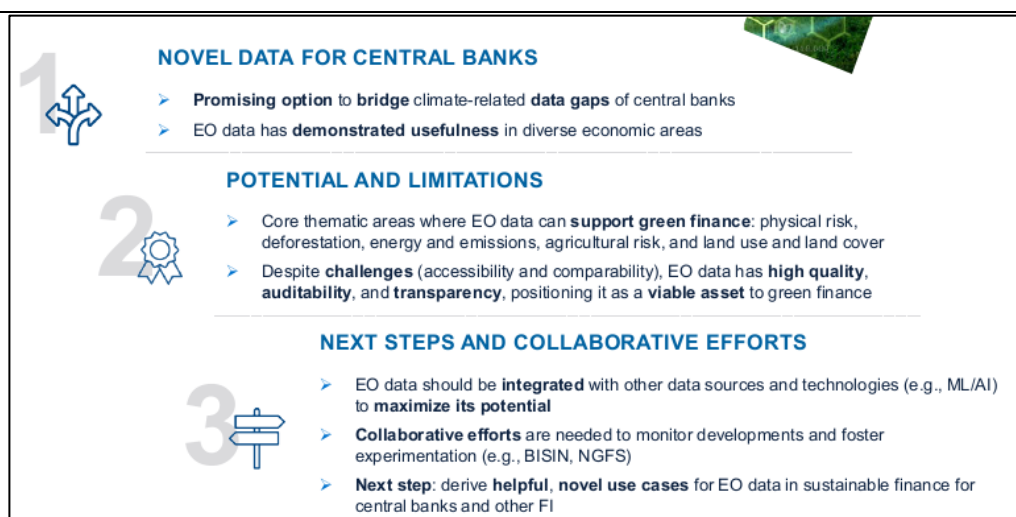 1
NOVEL DATA FOR CENTRAL BANKS
➤ Promising option to bridge climate-related data gaps of central banks
➤ EO data has demonstrated usefulness in diverse economic areas
2
POTENTIAL AND LIMITATIONS
➤ Core thematic areas where EO data can support green finance: physical risk,
deforestation, energy and emissions, agricultural risk, and land use and land cover
➤ Despite challenges (accessibility and comparability), EO data has high quality,
auditability, and transparency, positioning it as a viable asset to green finance
3
NEXT STEPS AND COLLABORATIVE EFFORTS
➤ EO data should be integrated with other data sources and technologies (e.g., ML/AI)
to maximize its potential
➤ Collaborative efforts are needed to monitor developments and foster
experimentation (e.g., BISIN, NGFS)
➤ Next step: derive helpful, novel use cases for EO data in sustainable finance for
central banks and other FI